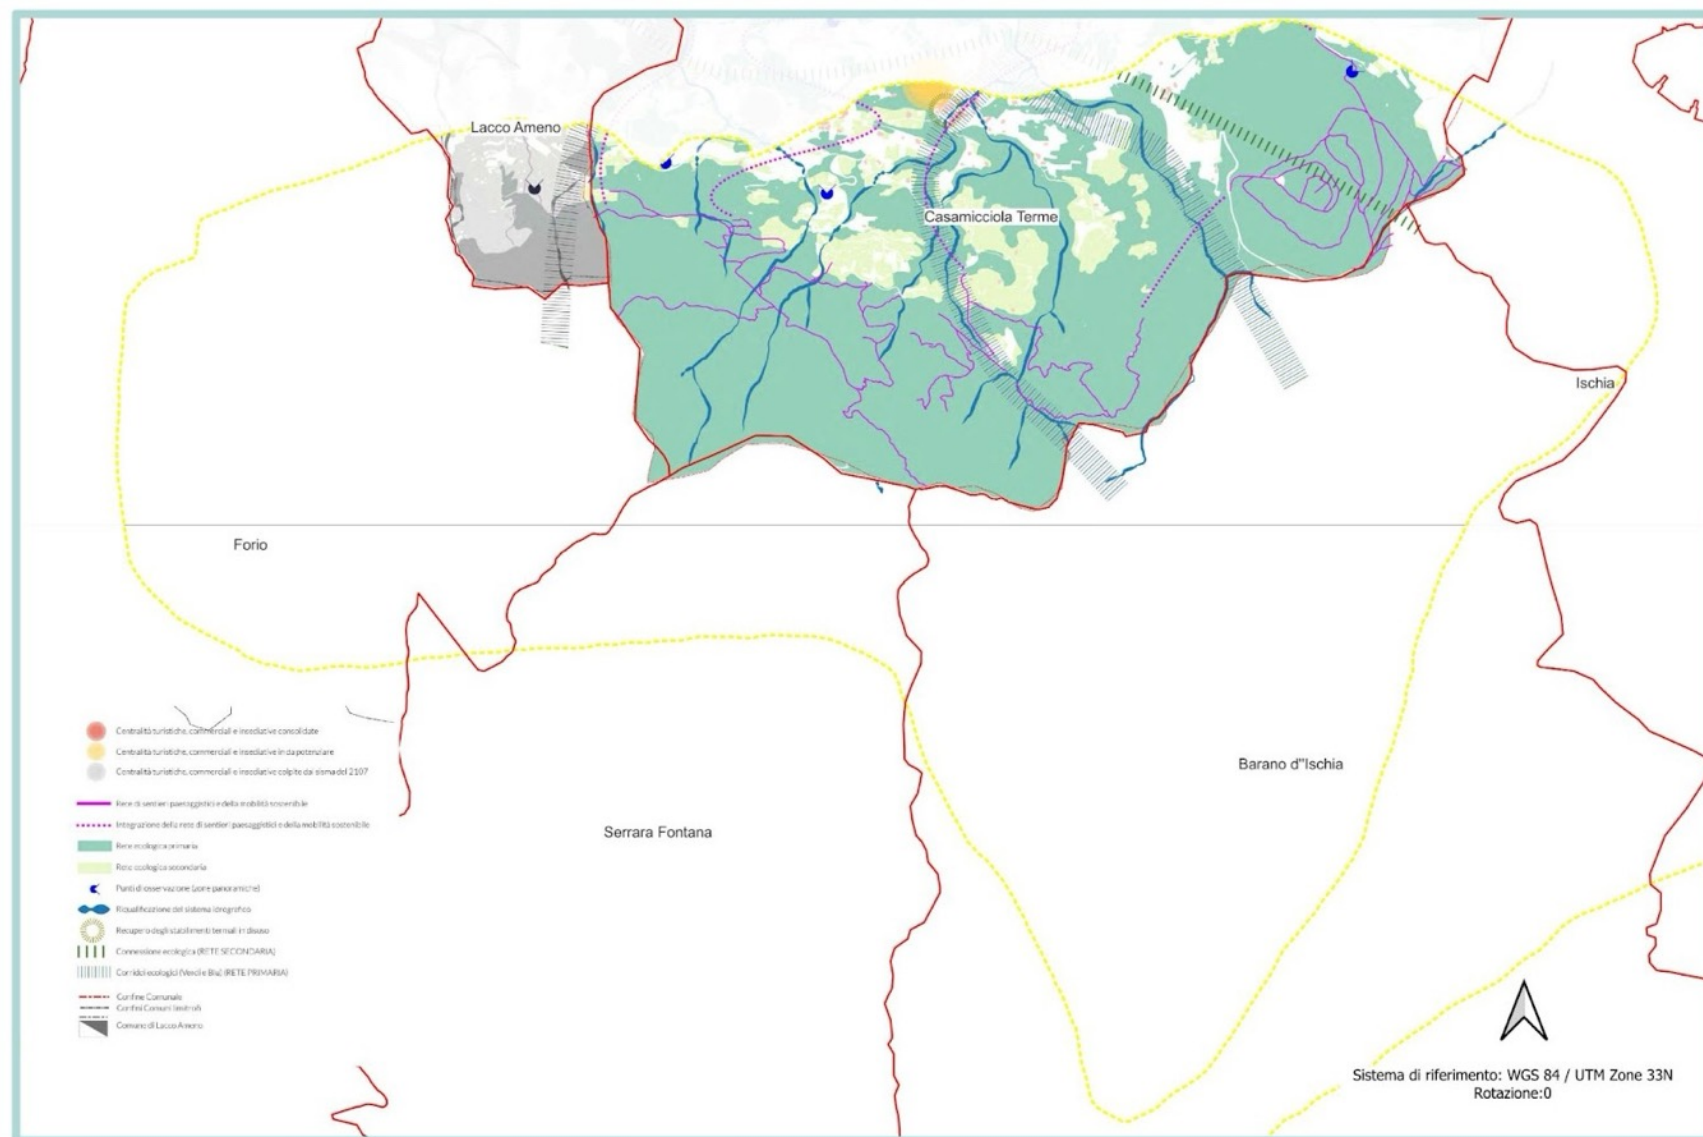 Lacco Ameno
Casamicciola Terme
Ischia
Forio
Barano d''Ischia
Serrara Fontana
Centralità turistiche, commerciali e insediative consolidate
Centralità turistiche, commerciali e insediative in da potenziare
Centralità turistiche, commerciali e insediative colpite dal sisma del 2107
Rete di sentieri paesaggistici e della mobilità sostenibile
Integrazione della rete di sentieri paesaggistici e della mobilità sostenibile
Rete ecologica primaria
Rete ecologica secondaria
Punti di osservazione (zone panoramiche)
Riqualificazione del sistema idrografico
Recupero degli stabilimenti termali in disuso
Connessione ecologica (RETE SECONDARIA)
Corridoi ecologici (Verdi e Blu) (RETE PRIMARIA)
Confine Comunale
Confini Comuni limitrofi
Comune di Lacco Ameno
Sistema di riferimento: WGS 84 / UTM Zone 33N
Rotazione:0